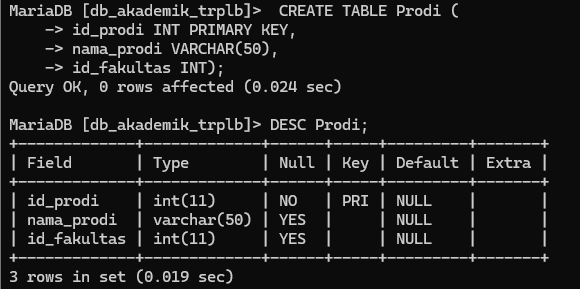 MariaDB [db_akademik_trplb]>  CREATE TABLE Prodi (
    -> id_prodi INT PRIMARY KEY,
    -> nama_prodi VARCHAR(50),
    -> id_fakultas INT);
Query OK, 0 rows affected (0.024 sec)

MariaDB [db_akademik_trplb]> DESC Prodi;
+-------------+-------------+------+-----+---------+-------+
| Field       | Type        | Null | Key | Default | Extra |
+-------------+-------------+------+-----+---------+-------+
| id_prodi    | int(11)     | NO   | PRI | NULL    |       |
| nama_prodi  | varchar(50) | YES  |     | NULL    |       |
| id_fakultas | int(11)     | YES  |     | NULL    |       |
+-------------+-------------+------+-----+---------+-------+
3 rows in set (0.019 sec)